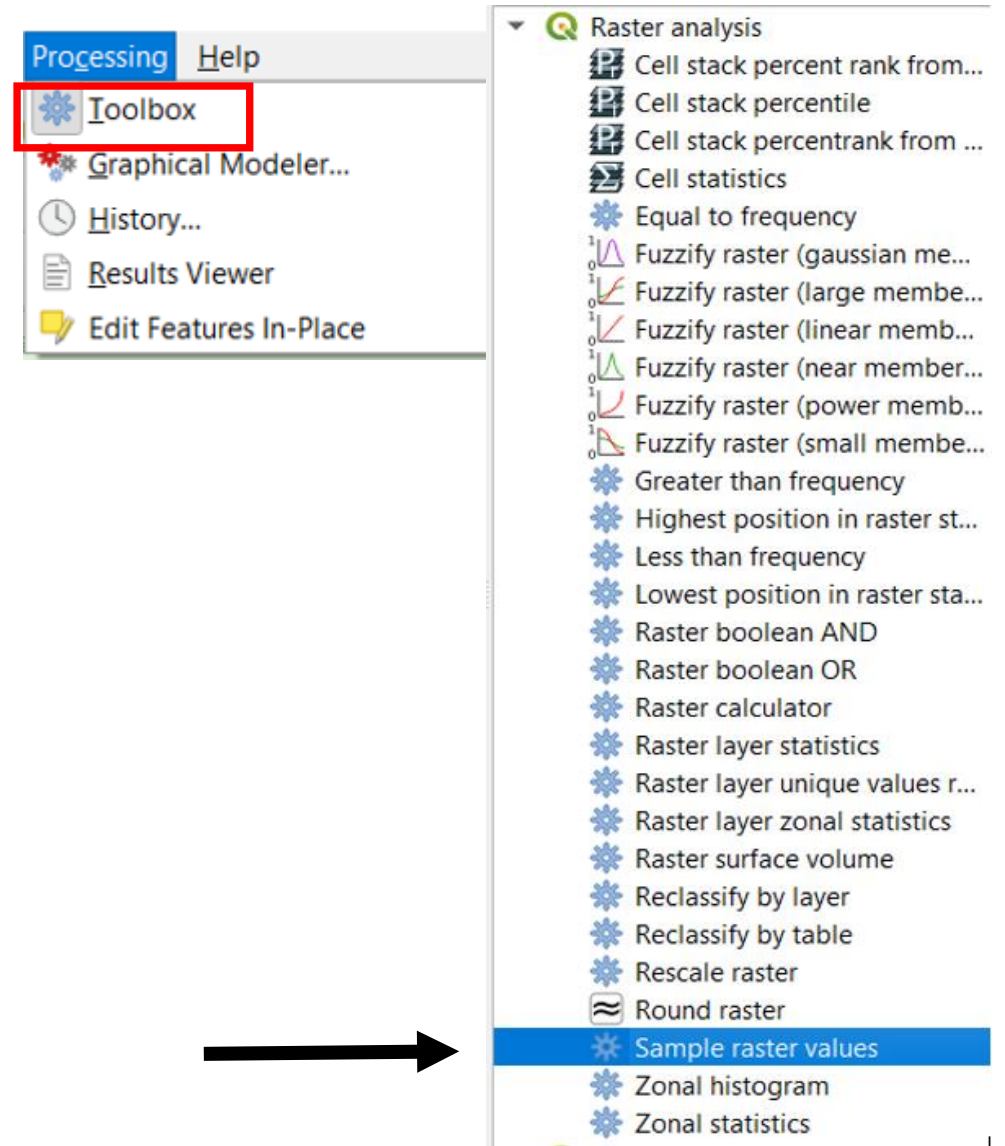 Processing Help
Toolbox
Graphical Modeler...
History...
Results Viewer
Edit Features In-Place
Raster analysis
Cell stack percent rank from...
Cell stack percentile
Cell stack percentrank from ...
Cell statistics
Equal to frequency
Fuzzify raster (gaussian me...
Fuzzify raster (large membe...
Fuzzify raster (linear memb...
Fuzzify raster (near member...
Fuzzify raster (power memb...
Fuzzify raster (small membe...
Greater than frequency
Highest position in raster st...
Less than frequency
Lowest position in raster sta...
Raster boolean AND
Raster boolean OR
Raster calculator
Raster layer statistics
Raster layer unique values r...
Raster layer zonal statistics
Raster surface volume
Reclassify by layer
Reclassify by table
Rescale raster
Round raster
Sample raster values
Zonal histogram
Zonal statistics